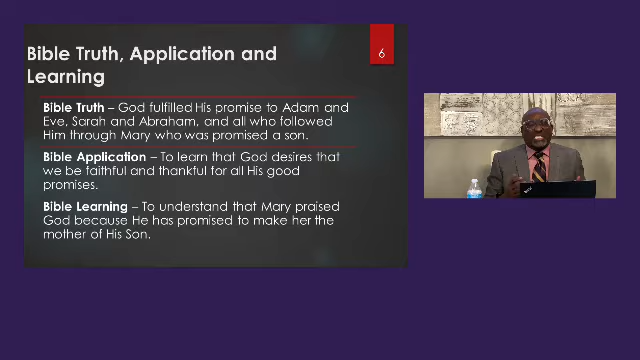 Bible Truth, Application and
Learning
6
Bible Truth – God fulfilled His promise to Adam and
Eve, Sarah and Abraham, and all who followed
Him through Mary who was promised a son.
Bible Application – To learn that God desires that
we be faithful and thankful for all His good
promises.
Bible Learning – To understand that Mary praised
God because He has promised to make her the
mother of His Son.